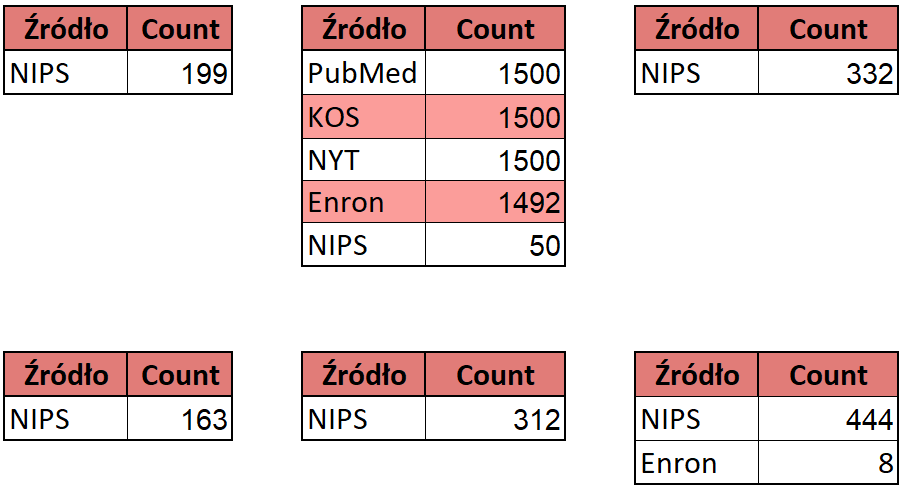 Źródło Count
NIPS 199
Źródło Count
PubMed 1500
KOS 1500
NYT 1500
Enron 1492
NIPS 50
Źródło Count
NIPS 332
Źródło Count
NIPS 163
Źródło Count
NIPS 312
Źródło Count
NIPS 444
Enron 8